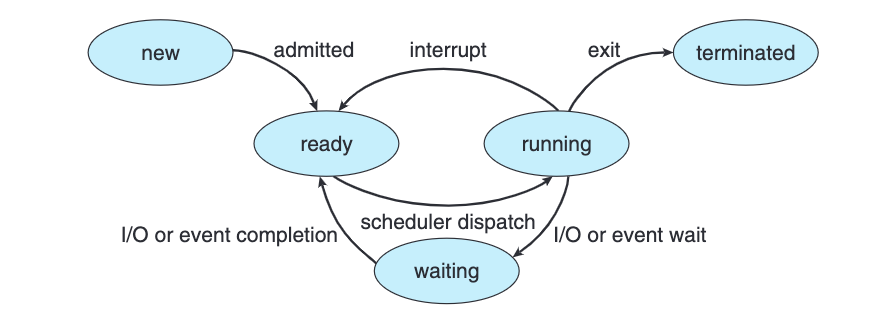 new
admitted
interrupt
exit
terminated
ready
running
scheduler dispatch
I/O or event completion
I/O or event wait
waiting